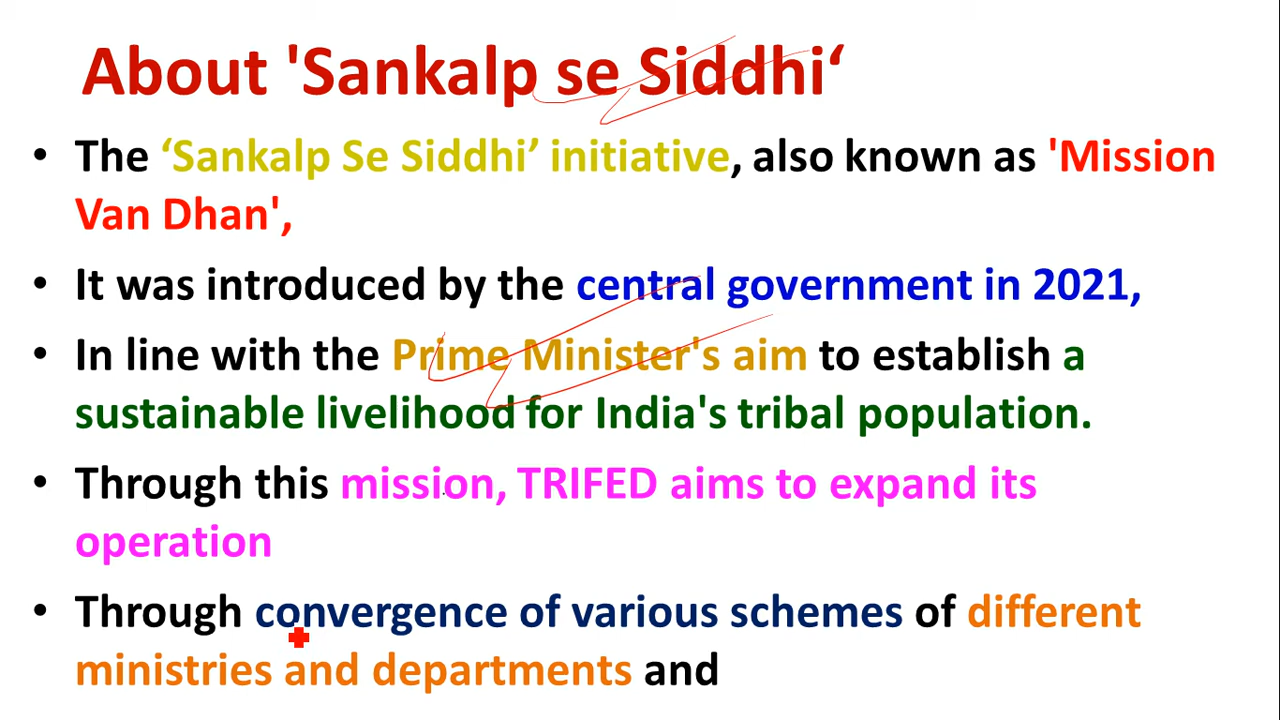 About 'Sankalp se Siddhi‘
• The ‘Sankalp Se Siddhi’ initiative, also known as 'Mission
Van Dhan',
• It was introduced by the central government in 2021,
• In line with the Prime Minister's aim to establish a
sustainable livelihood for India's tribal population.
• Through this mission, TRIFED aims to expand its
operation
• Through convergence of various schemes of different
ministries and departments and